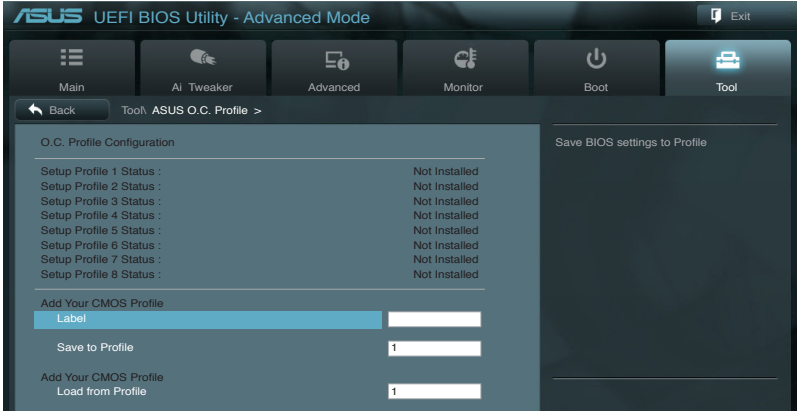 ASUS UEFI BIOS Utility - Advanced Mode
Exit
Main
Ai Tweaker
Advanced
Monitor
Boot
Tool
Back
Tool\ ASUS O.C. Profile >
O.C. Profile Configuration
Save BIOS settings to Profile
Setup Profile 1 Status : Not Installed
Setup Profile 2 Status : Not Installed
Setup Profile 3 Status : Not Installed
Setup Profile 4 Status : Not Installed
Setup Profile 5 Status : Not Installed
Setup Profile 6 Status : Not Installed
Setup Profile 7 Status : Not Installed
Setup Profile 8 Status : Not Installed
Add Your CMOS Profile
Label
Save to Profile 1
Add Your CMOS Profile
Load from Profile 1